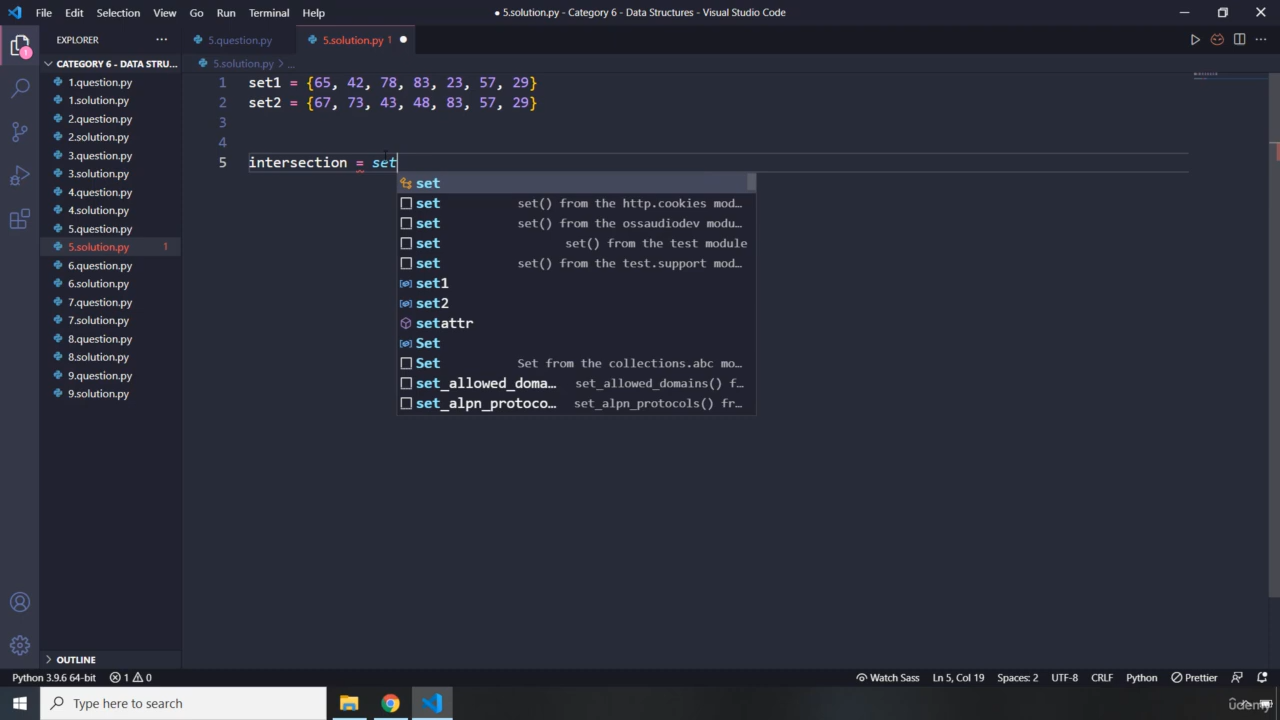 File Edit Selection View Go Run Terminal Help
● 5.solution.py - Category 6 - Data Structures - Visual Studio Code
EXPLORER
5.question.py
5.solution.py 1
CATEGORY 6 - DATA STRU...
5.solution.py > ...
1.question.py
1.solution.py
2.question.py
2.solution.py
3.question.py
3.solution.py
4.question.py
4.solution.py
5.question.py
5.solution.py 1
6.question.py
6.solution.py
7.question.py
7.solution.py
8.question.py
8.solution.py
9.question.py
9.solution.py
1 set1 = {65, 42, 78, 83, 23, 57, 29}
2 set2 = {67, 73, 43, 48, 83, 57, 29}
3
4
5 intersection = set
set
set set() from the http.cookies mod...
set set() from the ossaudiodev modu...
set set() from the test module
set set() from the test.support mod...
set1
set2
setattr
Set
Set Set from the collections.abc mo...
set_allowed_doma... set_allowed_domains() f...
set_alpn_protoco... set_alpn_protocols() fr...
OUTLINE
Python 3.9.6 64-bit 1 0
Watch Sass Ln 5, Col 19 Spaces: 2 UTF-8 CRLF Python Prettier
Type here to search
Udemy